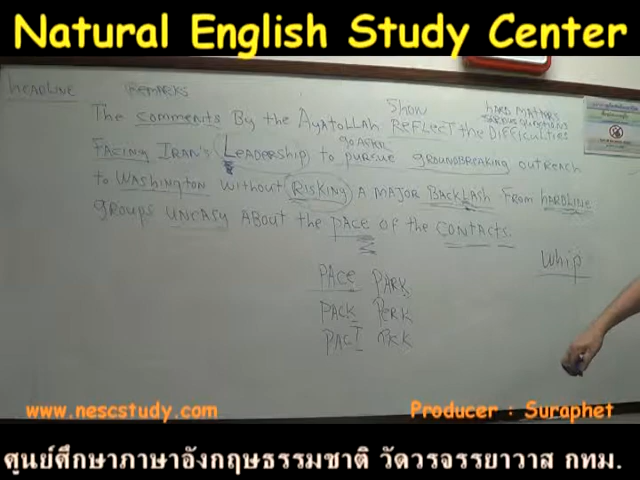 Natural English Study Center
HEADLINE
REMARKS
SHOW
HARD MATTERS
The comments By the AyATOLLAH REFLECT the DIFFICULTIES
GO AFTER
FACING IRAN'S Leadership to pursue groundbreaking outreach
to WASHINGTON without RISKING A MAJOR BACKLASH FROM HARDLINE
groups UNEASY ABOUT the PACE OF the CONTACTS.
Whip
PACE PARK
PACK PERK
PACT
www.nescstudy.com
Producer : Suraphet
ศูนย์ศึกษาภาษาอังกฤษธรรมชาติ วัดวรจรรยาวาส กทม.